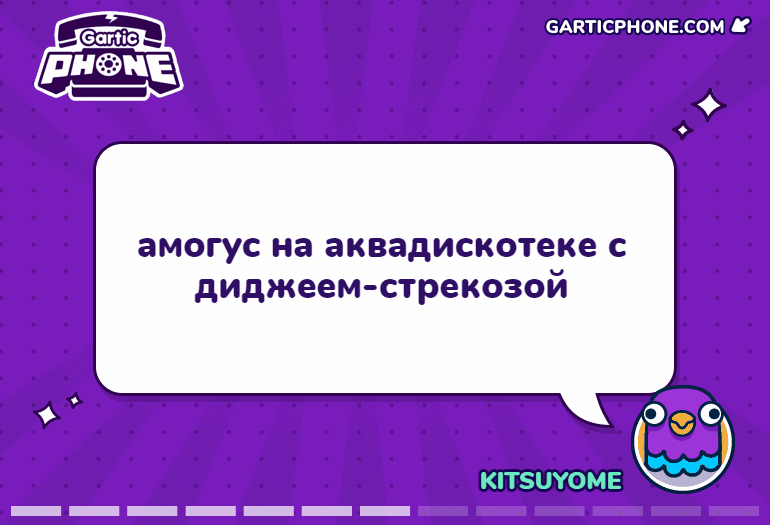 Gartic
PHONE
GARTICPHONE.COM
амогус на аквадискотеке с
диджеем-стрекозой
KITSUYOME